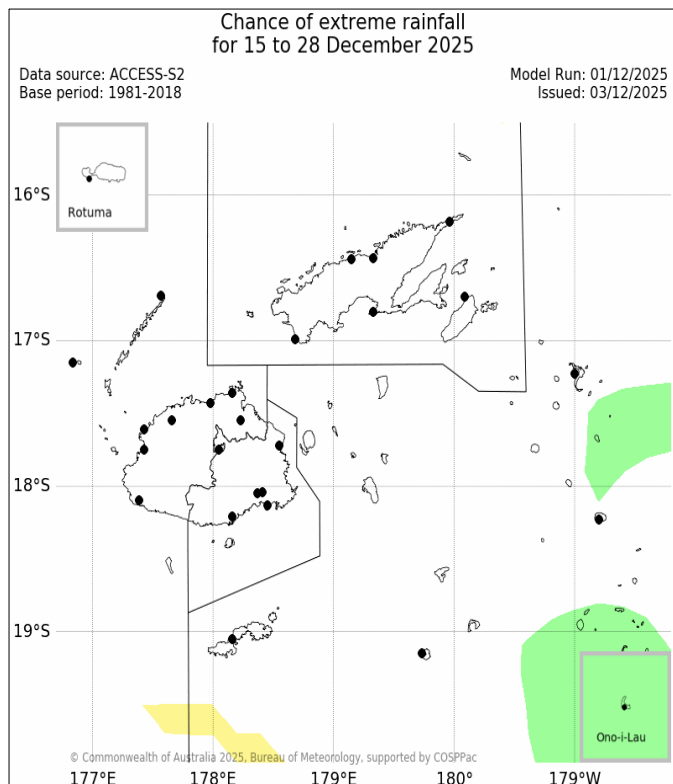 Chance of extreme rainfall
for 15 to 28 December 2025
Data source: ACCESS-S2
Model Run: 01/12/2025
Base period: 1981-2018
Issued: 03/12/2025
16°S
Rotuma
17°S
18°S
19°S
Ono-i-Lau
© Commonwealth of Australia 2025, Bureau of Meteorology, supported by COSPPac
177°E
178°E
179°E
180°
179°W